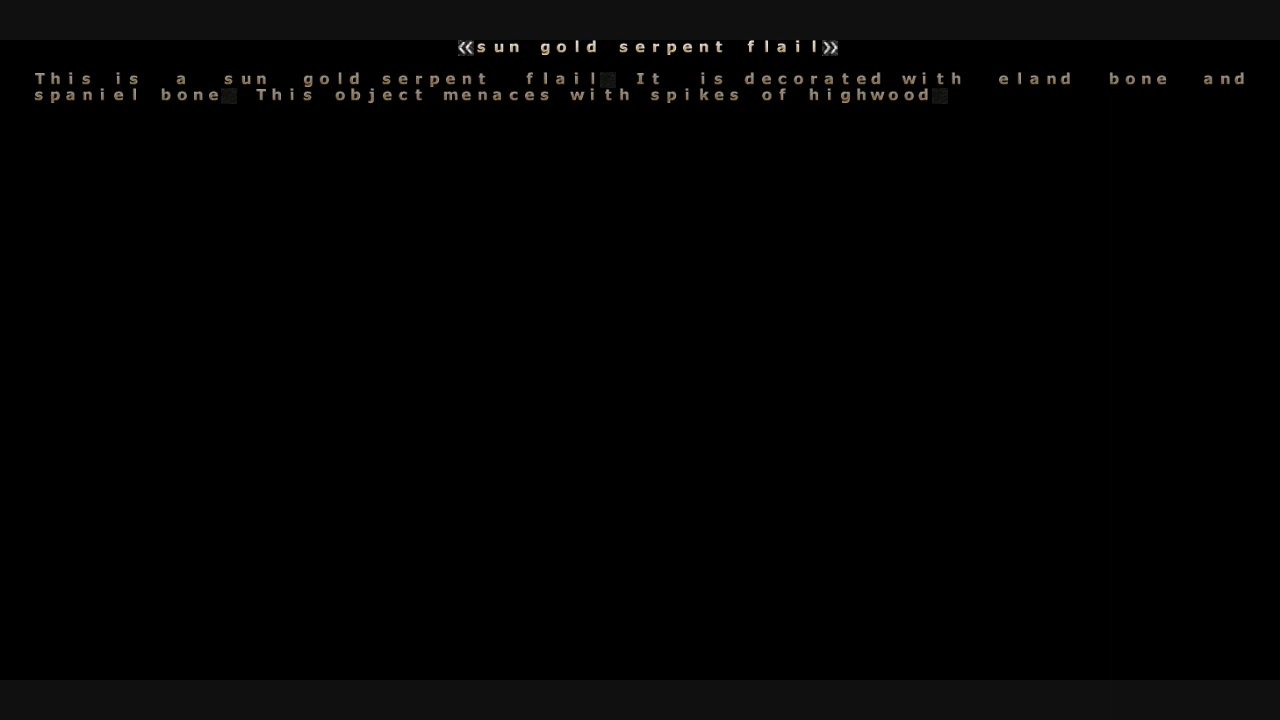 «sun gold serpent flail»
This is a sun gold serpent flail. It is decorated with eland bone and
spaniel bone. This object menaces with spikes of highwood.